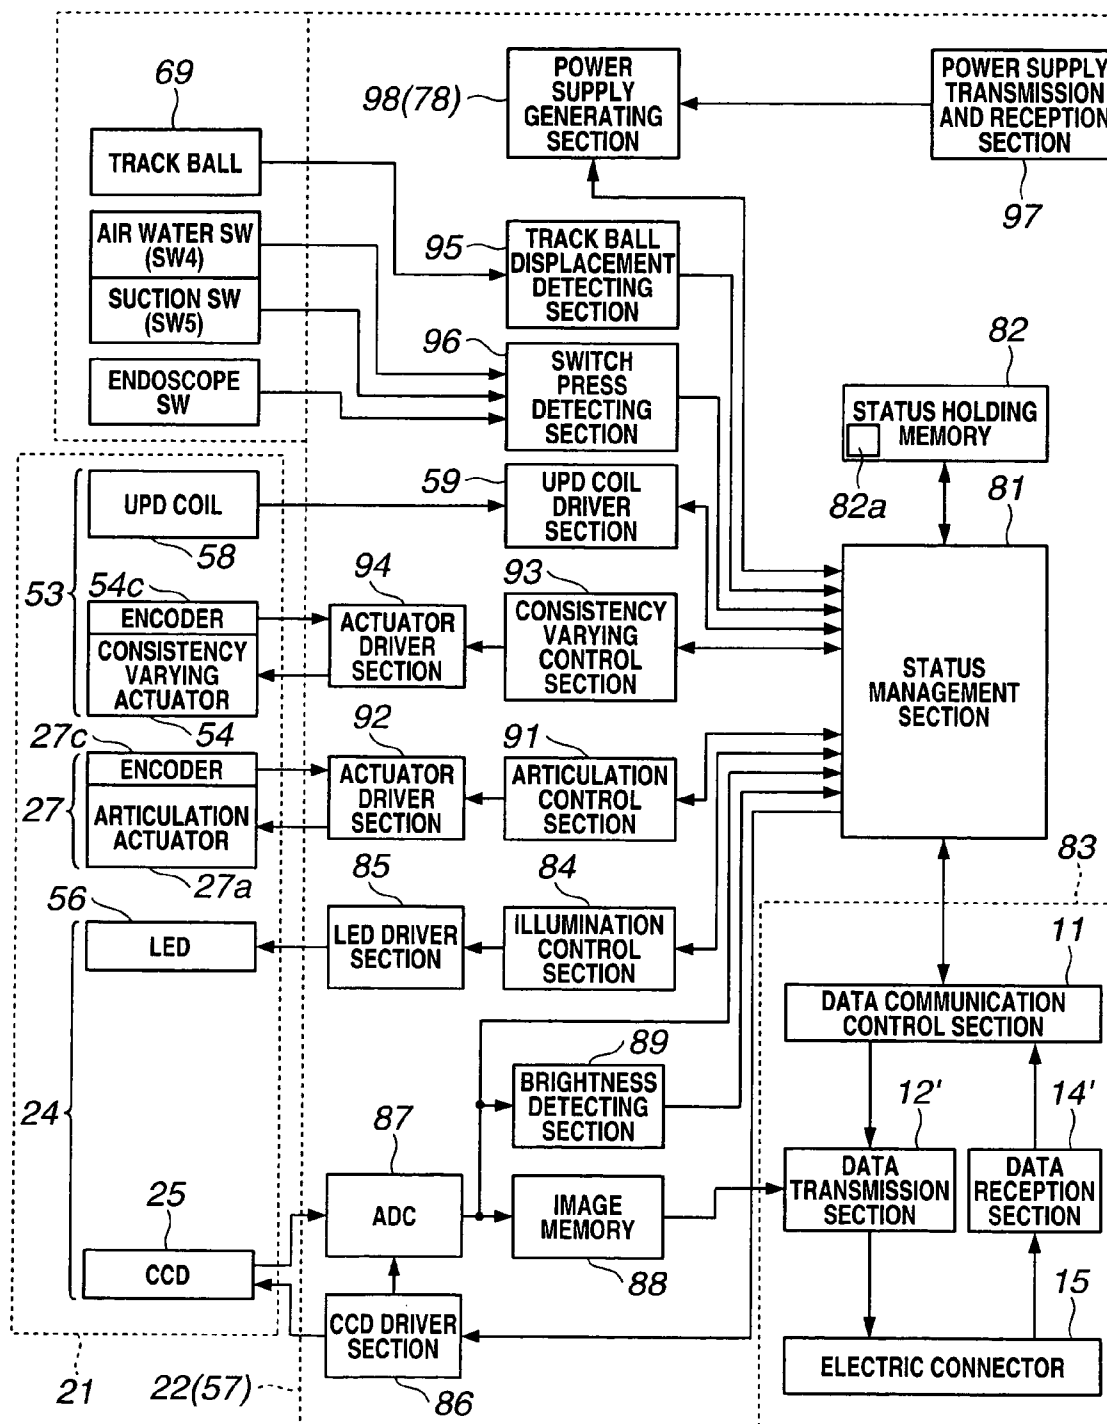 69
TRACK BALL
AIR WATER SW
(SW4)
SUCTION SW
(SW5)
ENDOSCOPE
SW
98(78)
POWER
SUPPLY
GENERATING
SECTION
POWER SUPPLY
TRANSMISSION
AND RECEPTION
SECTION
97
95
TRACK BALL
DISPLACEMENT
DETECTING
SECTION
96
SWITCH
PRESS
DETECTING
SECTION
82
STATUS HOLDING
MEMORY
82a
81
STATUS
MANAGEMENT
SECTION
53
UPD COIL
58
59
UPD COIL
DRIVER
SECTION
54c
ENCODER
CONSISTENCY
VARYING
ACTUATOR
54
94
ACTUATOR
DRIVER
SECTION
93
CONSISTENCY
VARYING
CONTROL
SECTION
27c
ENCODER
27
ARTICULATION
ACTUATOR
27a
92
ACTUATOR
DRIVER
SECTION
91
ARTICULATION
CONTROL
SECTION
56
LED
85
LED DRIVER
SECTION
84
ILLUMINATION
CONTROL
SECTION
24
89
BRIGHTNESS
DETECTING
SECTION
87
ADC
IMAGE
MEMORY
88
25
CCD
CCD DRIVER
SECTION
86
21
22(57)
83
11
DATA COMMUNICATION
CONTROL SECTION
12'
DATA
TRANSMISSION
SECTION
14'
DATA
RECEPTION
SECTION
15
ELECTRIC CONNECTOR